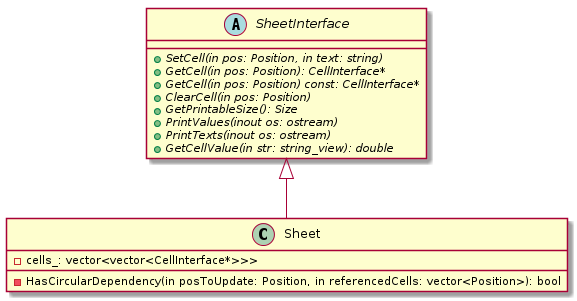 A SheetInterface
SetCell(in pos: Position, in text: string)
GetCell(in pos: Position): CellInterface*
GetCell(in pos: Position) const: CellInterface*
ClearCell(in pos: Position)
GetPrintableSize(): Size
PrintValues(inout os: ostream)
PrintTexts(inout os: ostream)
GetCellValue(in str: string_view): double
C Sheet
cells_: vector<vector<CellInterface*>>>
HasCircularDependency(in posToUpdate: Position, in referencedCells: vector<Position>): bool